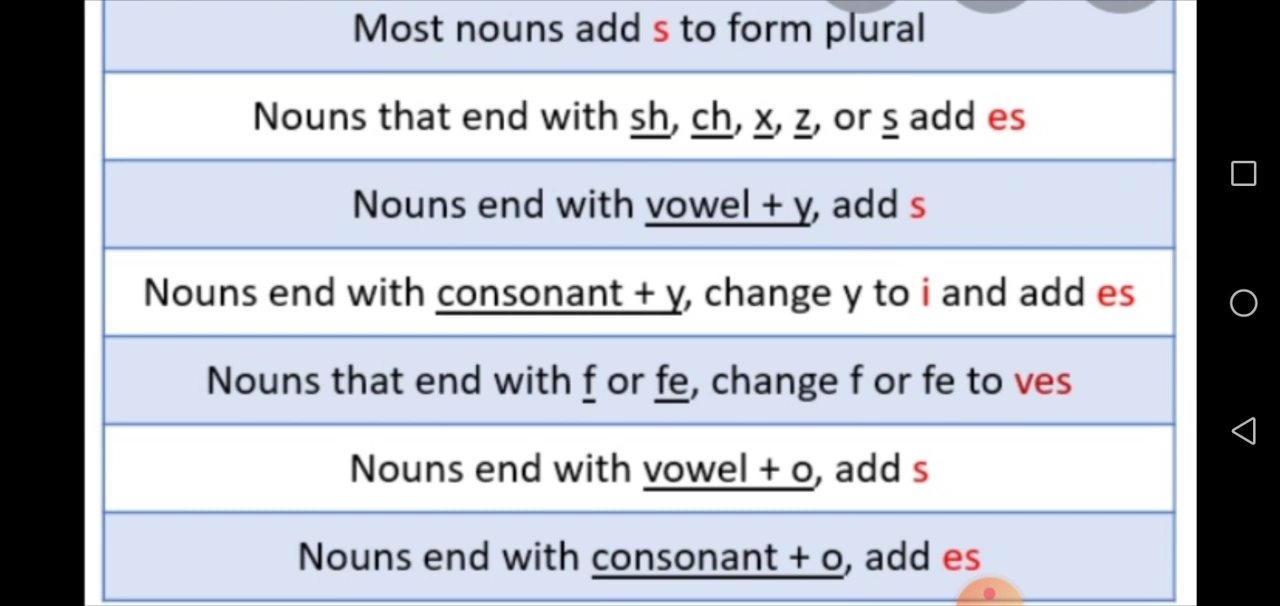 Most nouns add s to form plural
Nouns that end with sh, ch, x, z, or s add es
Nouns end with vowel + y, add s
Nouns end with consonant + y, change y to i and add es
Nouns that end with f or fe, change f or fe to ves
Nouns end with vowel + o, add s
Nouns end with consonant + o, add es